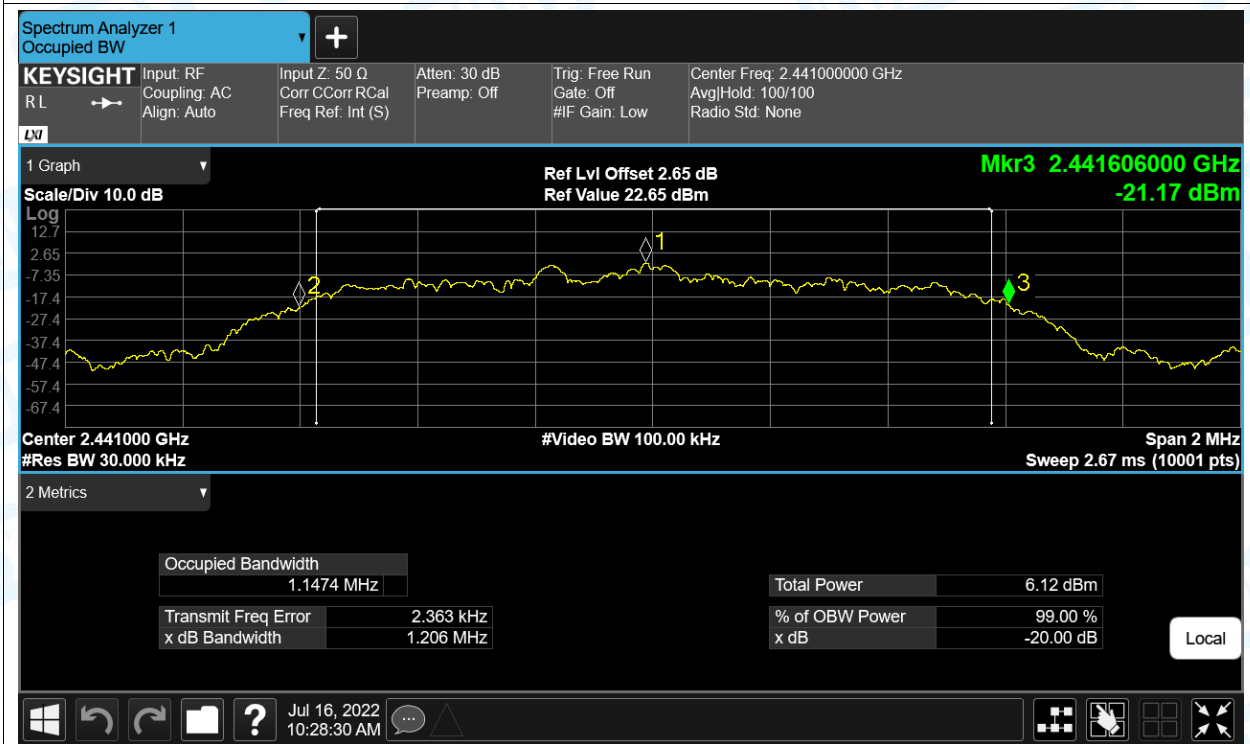 Spectrum Analyzer 1
Occupied BW
KEYSIGHT
R L
LXI
Input: RF
Coupling: AC
Align: Auto
Input Z: 50 Ω
Corr CCorr RCal
Freq Ref: Int (S)
Atten: 30 dB
Preamp: Off
Trig: Free Run
Gate: Off
#IF Gain: Low
Center Freq: 2.441000000 GHz
Avg|Hold: 100/100
Radio Std: None
1 Graph
Scale/Div 10.0 dB
Ref Lvl Offset 2.65 dB
Ref Value 22.65 dBm
Mkr3 2.441606000 GHz
-21.17 dBm
Log
12.7
2.65
-7.35
-17.4
-27.4
-37.4
-47.4
-57.4
-67.4
1
2
3
Center 2.441000 GHz
#Video BW 100.00 kHz
Span 2 MHz
#Res BW 30.000 kHz
Sweep 2.67 ms (10001 pts)
2 Metrics
Occupied Bandwidth
1.1474 MHz
Transmit Freq Error 2.363 kHz
x dB Bandwidth 1.206 MHz
Total Power 6.12 dBm
% of OBW Power 99.00 %
x dB -20.00 dB
Local
?
Jul 16, 2022
10:28:30 AM